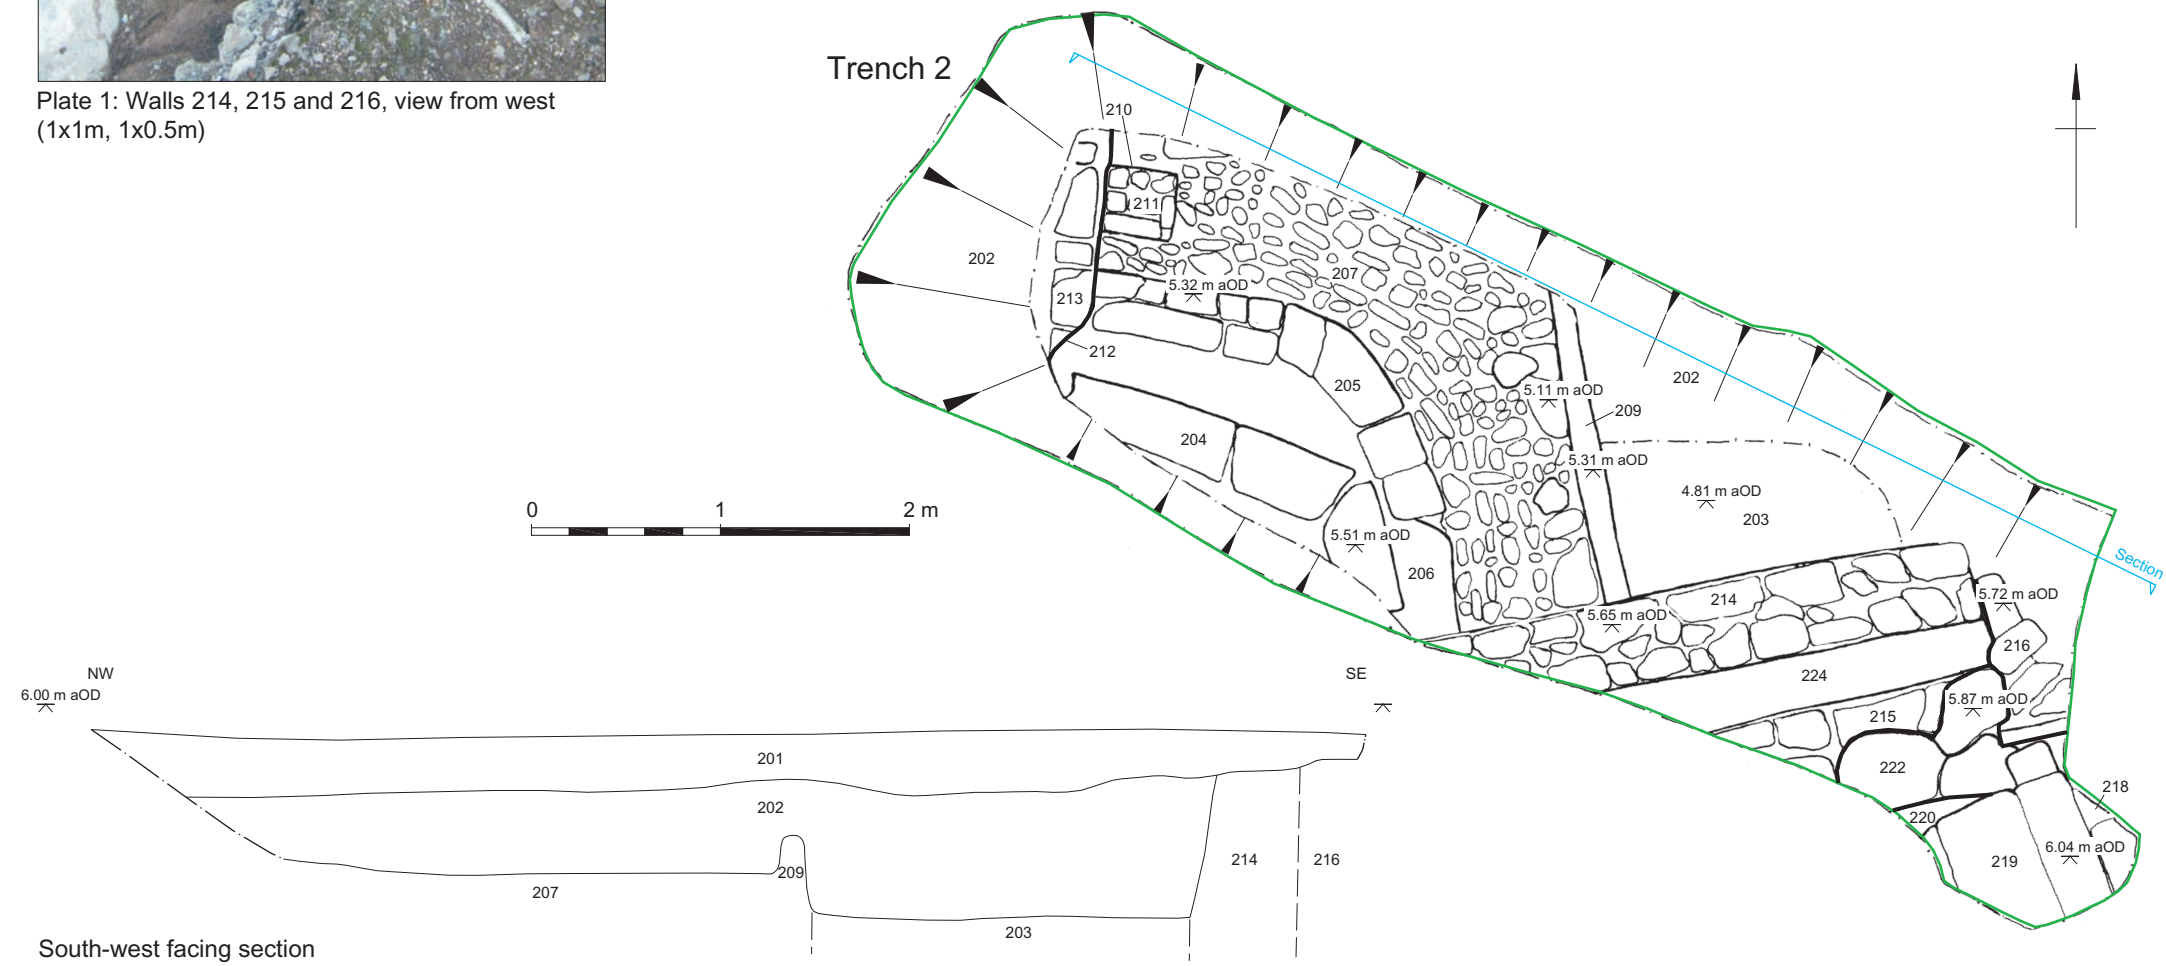 Plate 1: Walls 214, 215 and 216, view from west
(1x1m, 1x0.5m)
Trench 2
210
211
202
207
213
5.32 m aOD
212
205
202
5.11 m aOD
209
204
5.31 m aOD
4.81 m aOD
203
0 1 2 m
5.51 m aOD
206
Section
214
5.72 m aOD
5.65 m aOD
216
224
5.87 m aOD
215
222
218
220
219
6.04 m aOD
NW
SE
6.00 m aOD
201
202
209
214
216
207
203
South-west facing section